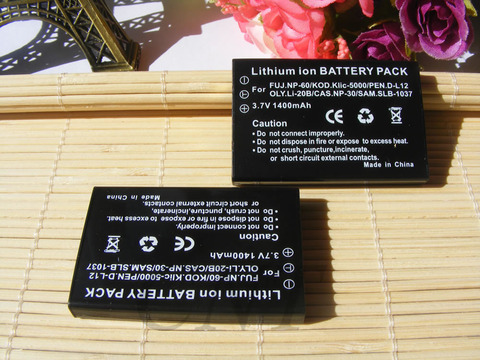 Lithium ion BATTERY PACK
For FUJ.NP-60/KOD.Klic-5000/PEN.D-L12
OLY.Li-20B/CAS.NP-30/SAM.SLB-1037
3.7V 1400mAh
CE
Caution
Do not connect improperly.
Do not dispose in fire or expose to excess heat.
Do not crush, puncture,incinerate,
or short circuit external contacts.
Made in China
Lithium ion BATTERY PACK
For FUJ.NP-60/KOD.Klic-5000/PEN.D-L12
OLY.Li-20B/CAS.NP-30/SAM.SLB-1037
3.7V 1400mAh
CE
Caution
Do not connect improperly.
Do not dispose in fire or expose to excess heat.
Do not crush, puncture,incinerate,
or short circuit external contacts.
Made in China